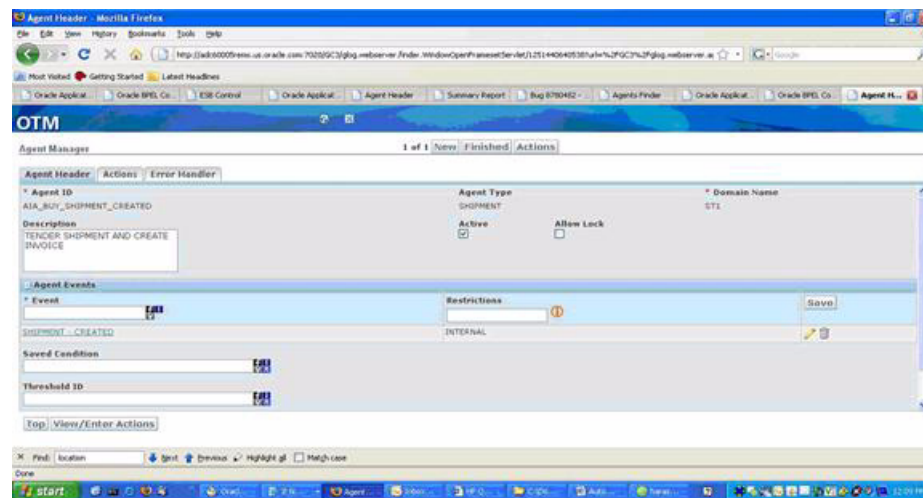 Agent Header - Mozilla Firefox
File Edit View History Bookmarks Tools Help
Most Visited Getting Started Latest Headlines
Oracle Applicat... Oracle BPEL Co... ESB Control Oracle Applicat... Agent Header Summary Report Bug 8780482 - ... Agents Finder Oracle Applicat... Oracle BPEL Co... Agent H...
OTM
Agent Manager 1 of 1 New Finished Actions
Agent Header Actions Error Handler
* Agent ID Agent Type * Domain Name
AIA_BUY_SHIPMENT_CREATED SHIPMENT ST1
Description Active Allow Lock
TENDER SHIPMENT AND CREATE
INVOICE
Agent Events
* Event Restrictions Save
SHIPMENT - CREATED INTERNAL
Saved Condition
Threshold ID
Top View/Enter Actions
Find: location Next Previous Highlight all Match case
Done
start